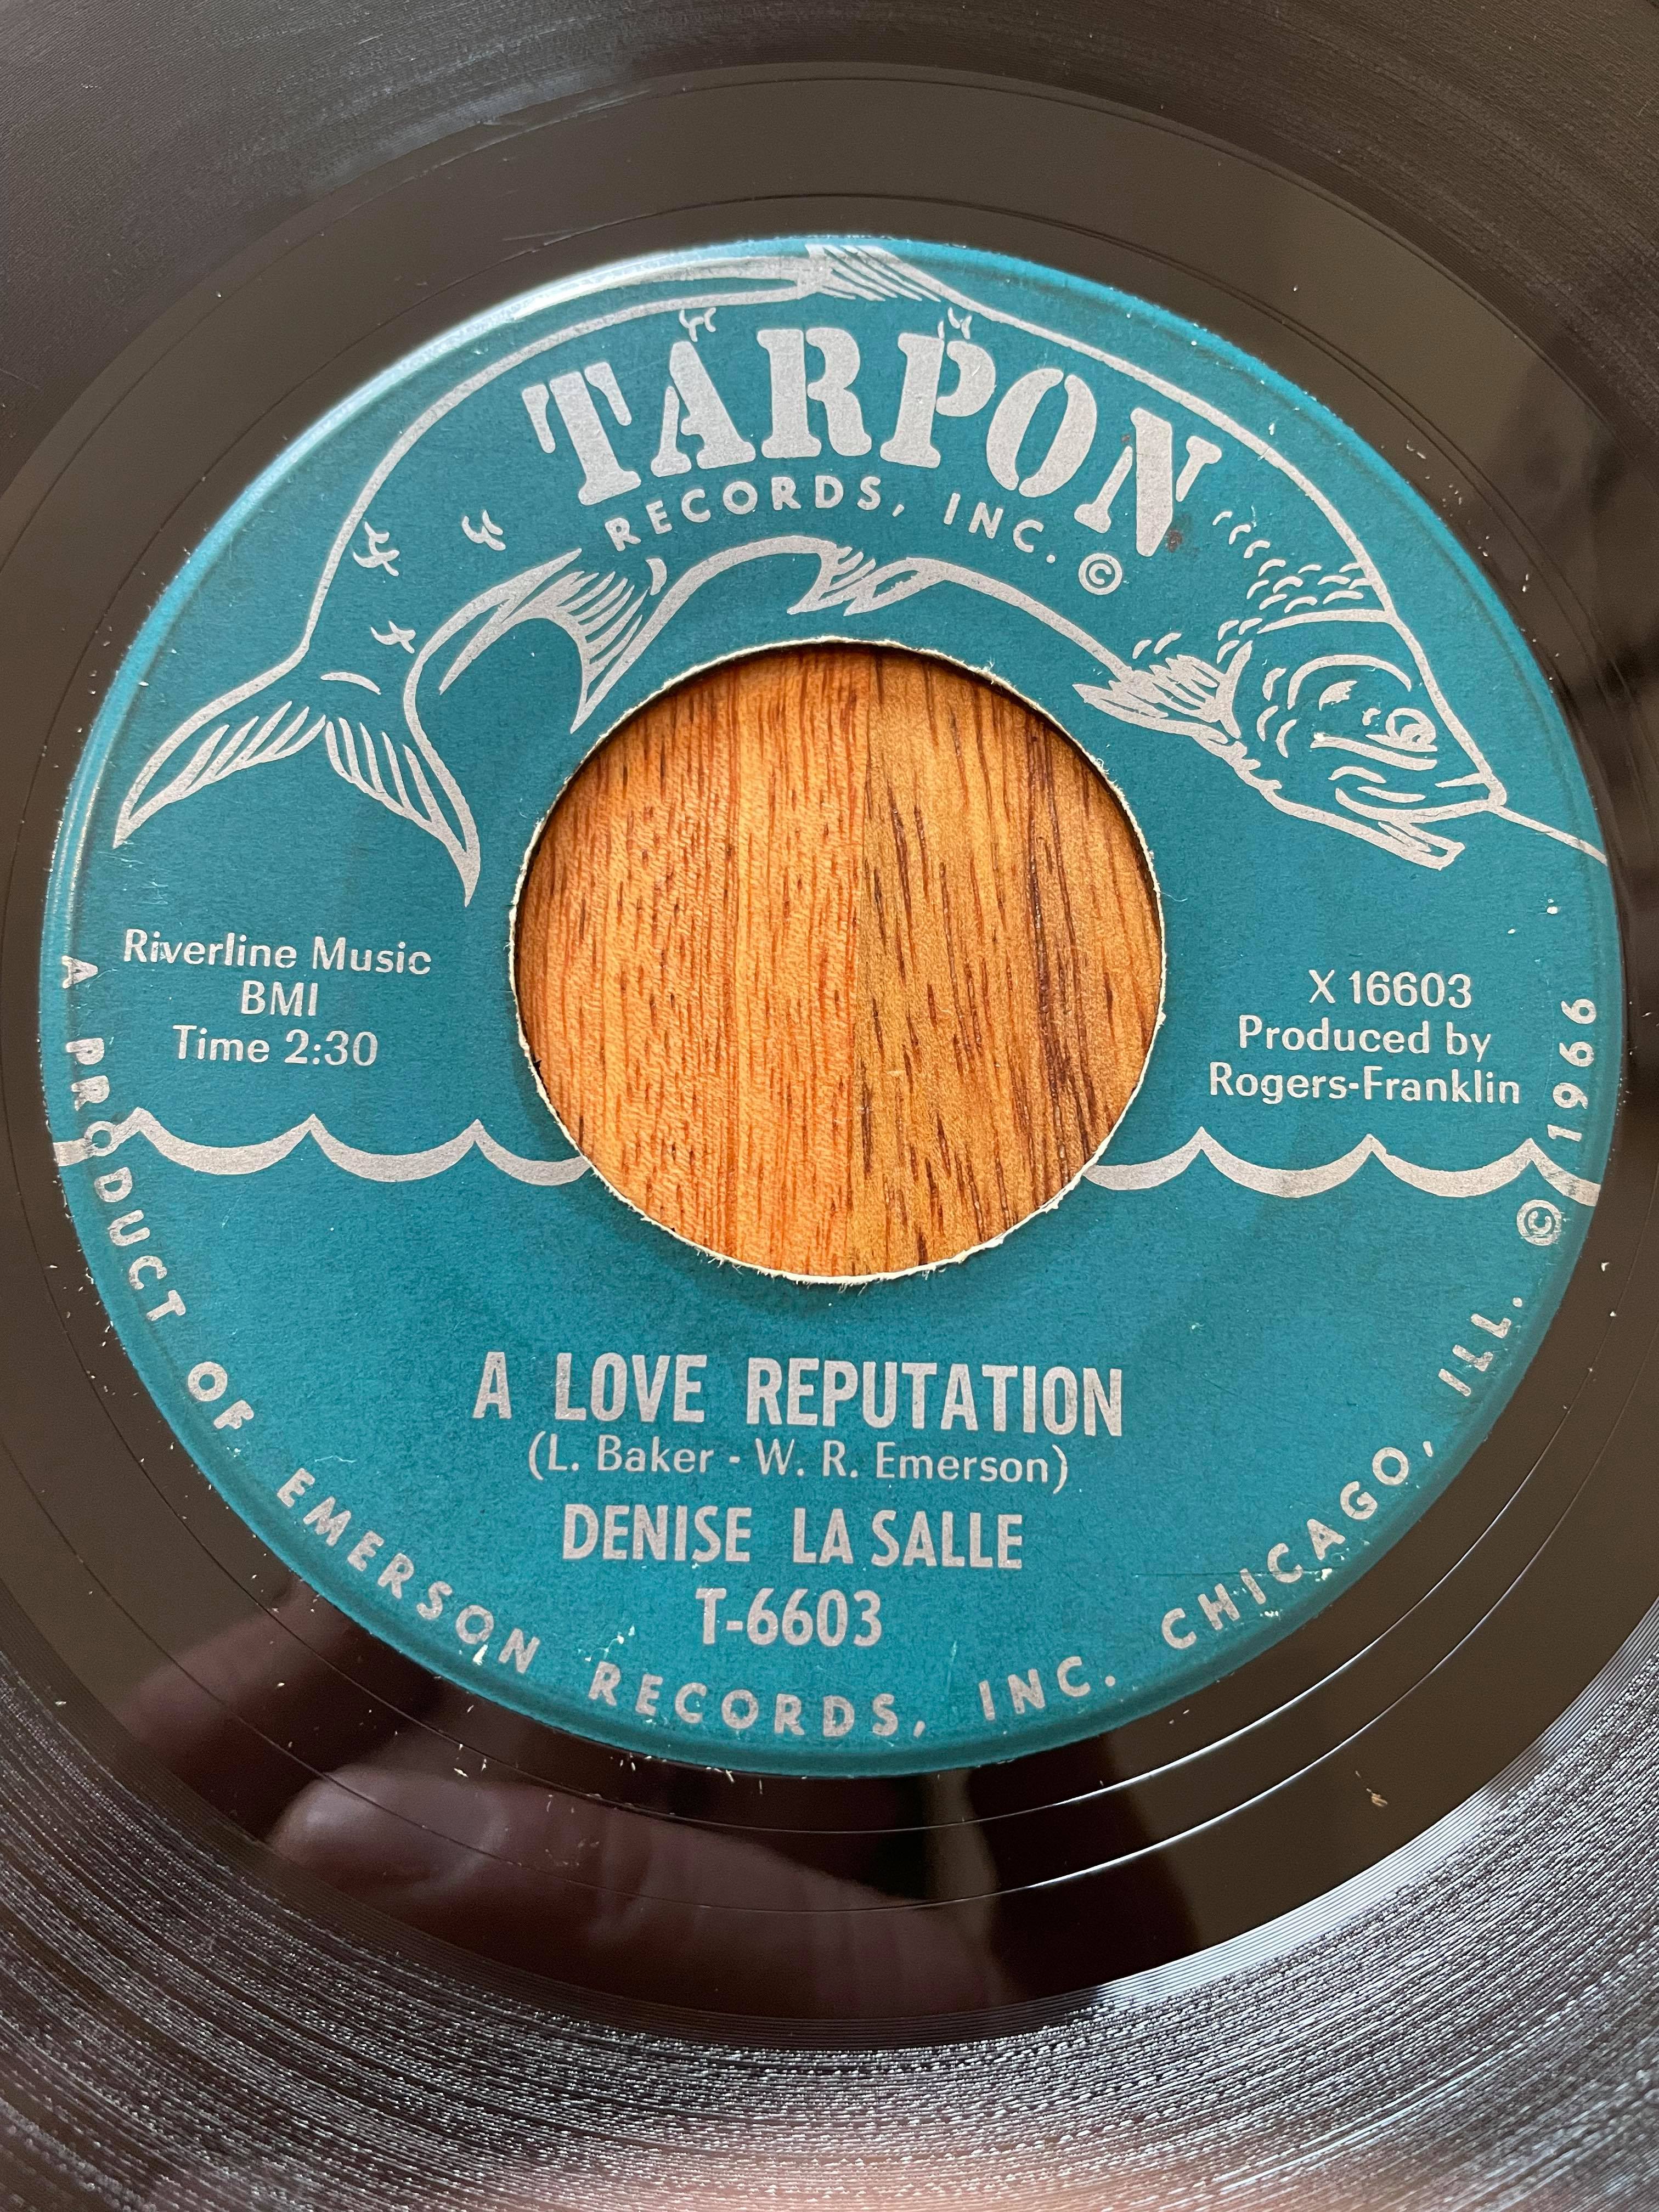 TARPON
RECORDS, INC. ©
Riverline Music
BMI
Time 2:30
X 16603
Produced by
Rogers-Franklin
A LOVE REPUTATION
(L. Baker - W. R. Emerson)
DENISE LA SALLE
T-6603
A PRODUCT OF EMERSON RECORDS, INC. CHICAGO, ILL. © 1966